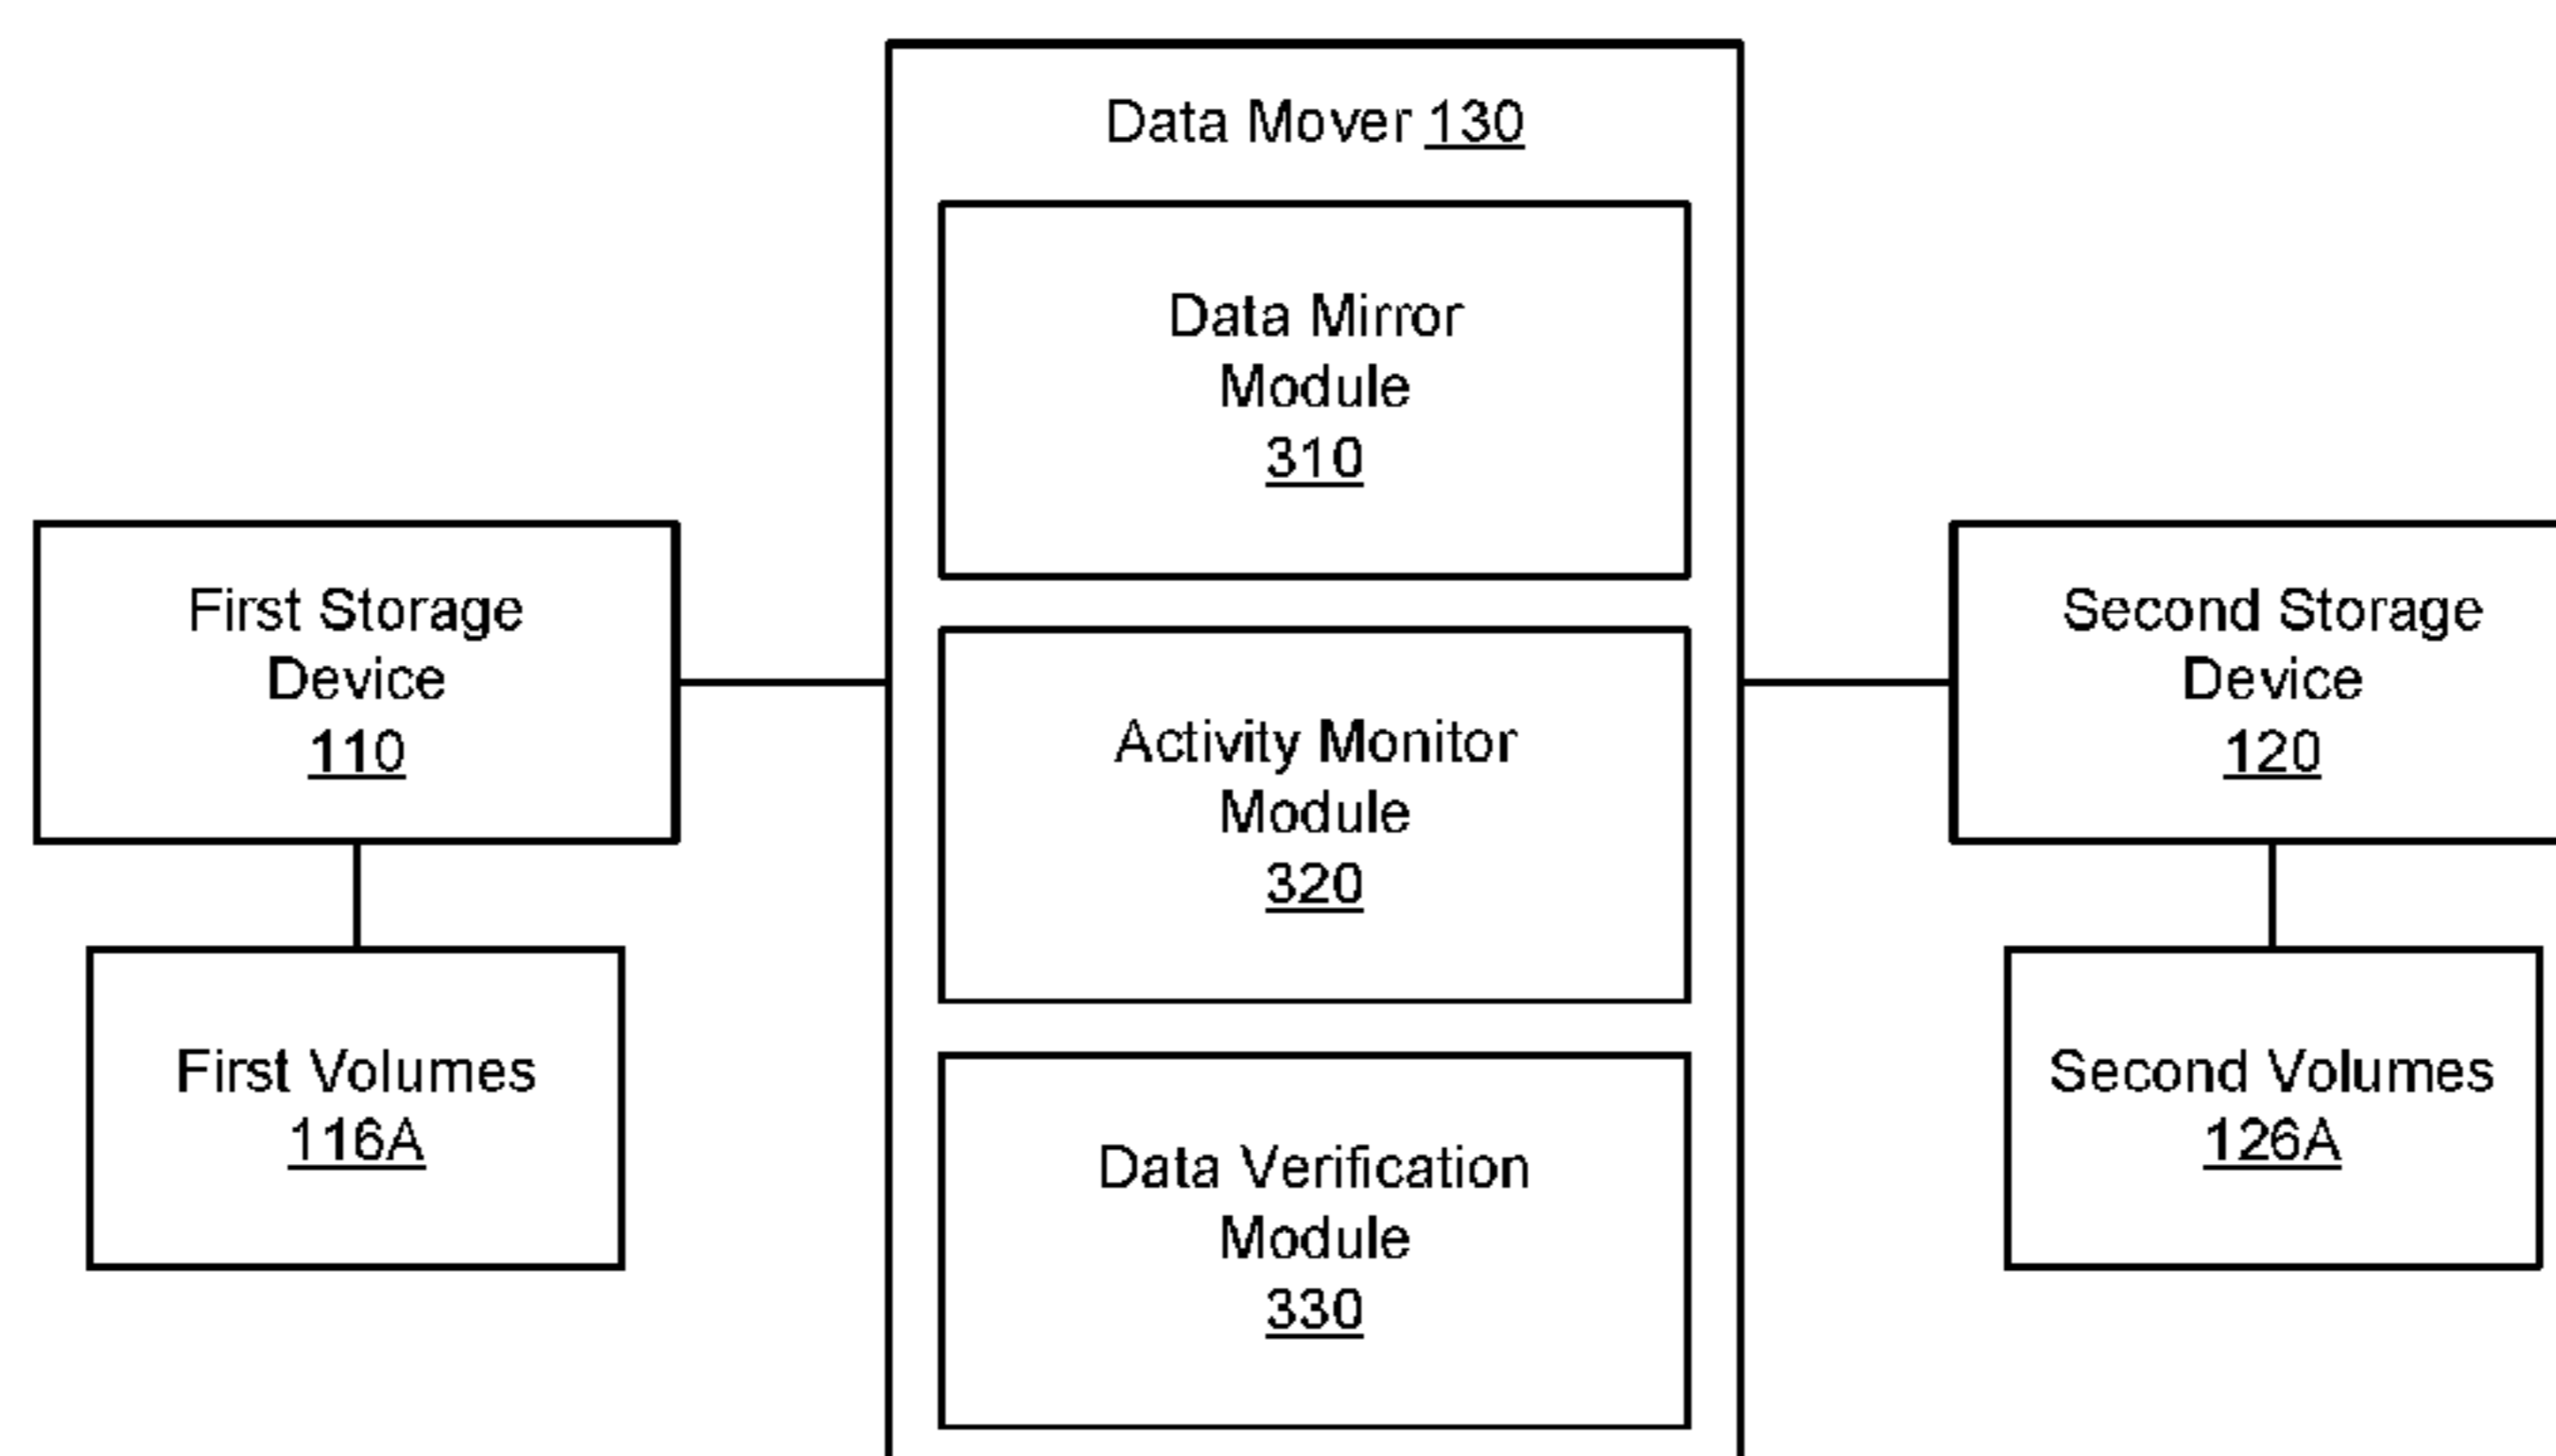 Data Mover 130
Data Mirror
Module
310
First Storage
Device
110
Second Storage
Device
120
Activity Monitor
Module
320
First Volumes
116A
Second Volumes
126A
Data Verification
Module
330